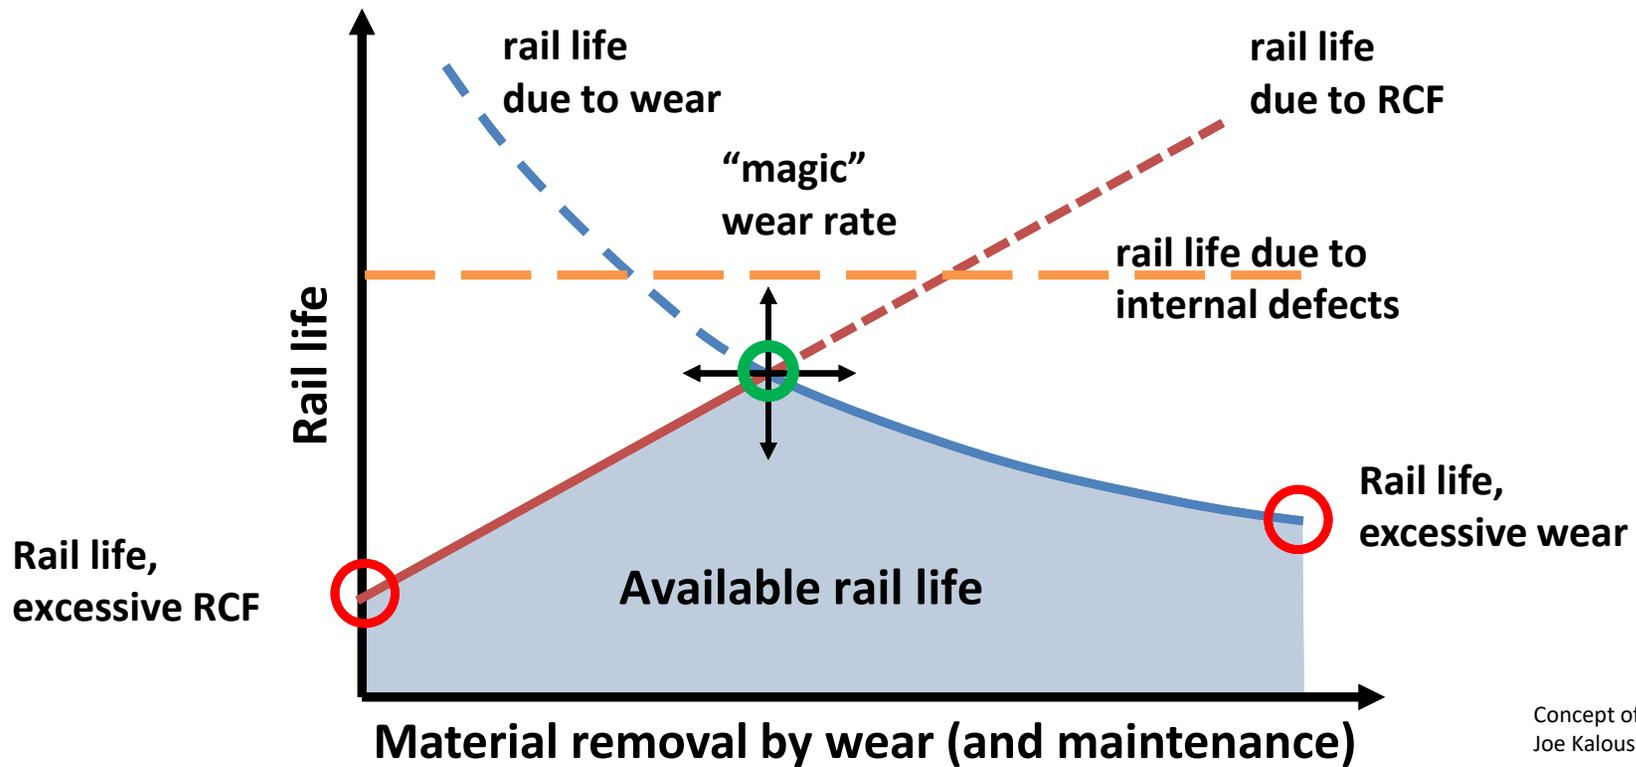 rail life
due to wear
rail life
due to RCF
“magic”
wear rate
rail life due to
internal defects
Rail life
Rail life,
excessive wear
Rail life,
excessive RCF
Available rail life
Material removal by wear (and maintenance)
Concept
Joe